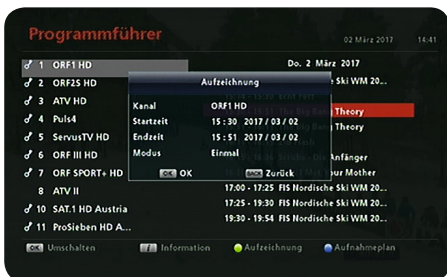 Programmführer
02 März 2017 14:41
1 ORF1 HD
2 ORF2S HD
3 ATV HD
4 Puls4
5 ServusTV HD
6 ORF III HD
7 ORF SPORT+ HD
8 ATV II
10 SAT.1 HD Austria
11 ProSieben HD A...
Do. 2 März 2017
Ski WM 20...
Theory
Theory
Anfänger
Your Mother
17:00 - 17:25 FIS Nordische Ski WM 20...
17:25 - 19:30 FIS Nordische Ski WM 20...
19:30 - 19:54 FIS Nordische Ski WM 20...
Aufzeichnung
Kanal ORF1 HD
Startzeit 15:30 2017/03/02
Endzeit 15:51 2017/03/02
Modus Einmal
OK OK BACK Zurück
OK Umschalten i Information Aufzeichnung Aufnahmeplan